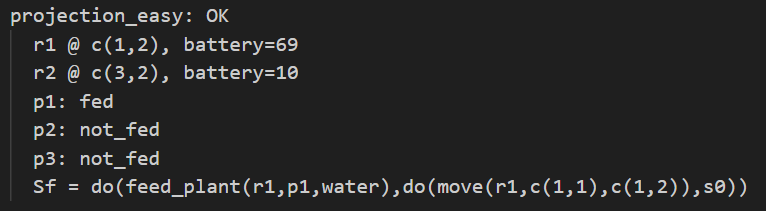 projection_easy: OK
r1 @ c(1,2), battery=69
r2 @ c(3,2), battery=10
p1: fed
p2: not_fed
p3: not_fed
Sf = do(feed_plant(r1,p1,water),do(move(r1,c(1,1),c(1,2)),s0))